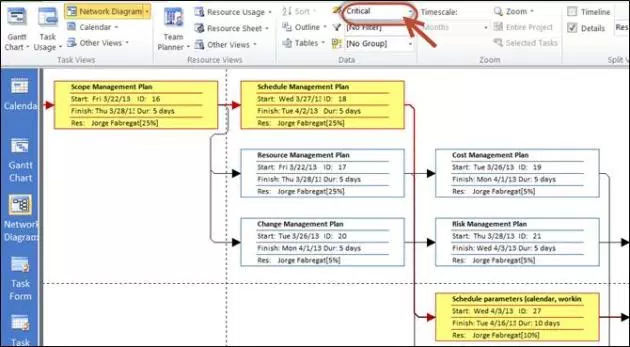 Network Diagram
Resource Usage
Sort
Critical
Timescale:
Zoom
Timeline
Gantt Chart
Task Usage
Calendar
Team Planner
Resource Sheet
Outline
[No Filter]
Months
Entire Project
Details
Other Views
Other Views
Tables
[No Group]
Selected Tasks
Task Views
Resource Views
Data
Zoom
Split
Calenda
Gantt Chart
Network Diagram
Task Form
Task
Scope Management Plan
Start: Fri 3/22/13 ID: 16
Finish: Thu 3/28/13 Dur: 5 days
Res: Jorge Fabregat[25%]
Schedule Management Plan
Start: Wed 3/27/13 ID: 18
Finish: Tue 4/2/13 Dur: 5 days
Res: Jorge Fabregat[25%]
Resource Management Plan
Start: Fri 3/22/13 ID: 17
Finish: Thu 3/28/13 Dur: 5 days
Res: Jorge Fabregat[25%]
Cost Management Plan
Start: Tue 3/26/13 ID: 19
Finish: Mon 4/1/13 Dur: 5 days
Res: Jorge Fabregat[5%]
Change Management Plan
Start: Tue 3/26/13 ID: 20
Finish: Mon 4/1/13 Dur: 5 days
Res: Jorge Fabregat[5%]
Risk Management Plan
Start: Thu 3/28/13 ID: 21
Finish: Wed 4/3/13 Dur: 5 days
Res: Jorge Fabregat[5%]
Schedule parameters (calendar, workin
Start: Wed 4/3/13 ID: 27
Finish: Tue 4/16/13 Dur: 10 days
Res: Jorge Fabregat[10%]